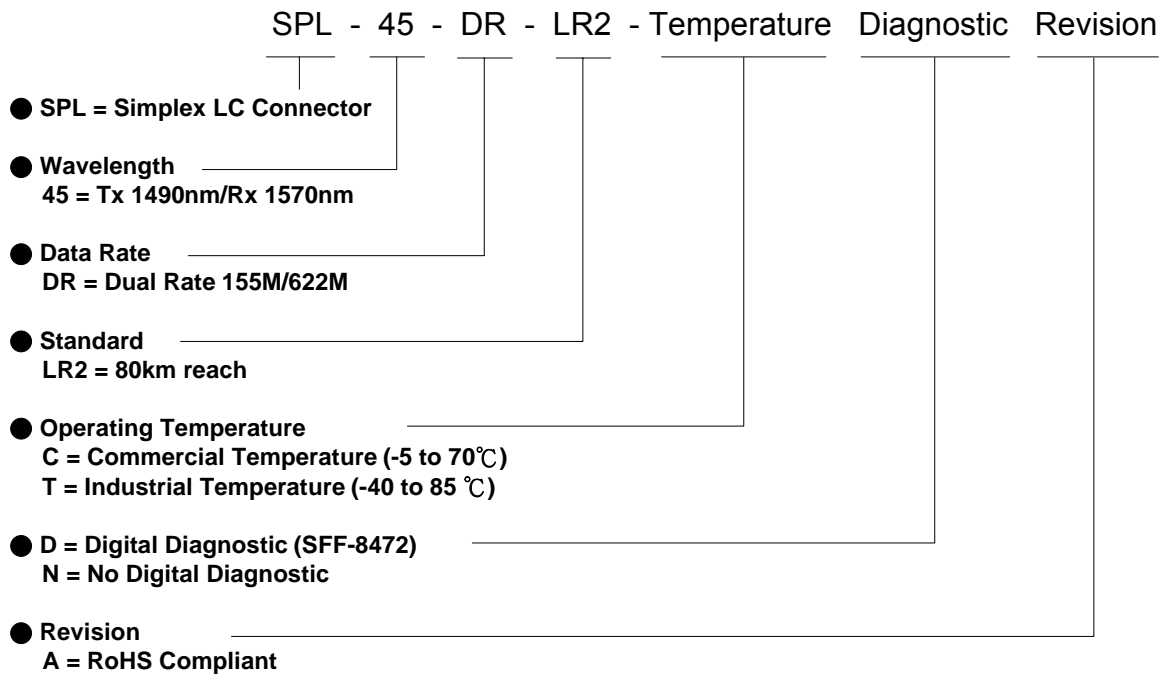 SPL - 45 - DR - LR2 - Temperature Diagnostic Revision
● SPL = Simplex LC Connector
● Wavelength
45 = Tx 1490nm/Rx 1570nm
● Data Rate
DR = Dual Rate 155M/622M
● Standard
LR2 = 80km reach
● Operating Temperature
C = Commercial Temperature (-5 to 70℃)
T = Industrial Temperature (-40 to 85 ℃)
● D = Digital Diagnostic (SFF-8472)
N = No Digital Diagnostic
● Revision
A = RoHS Compliant